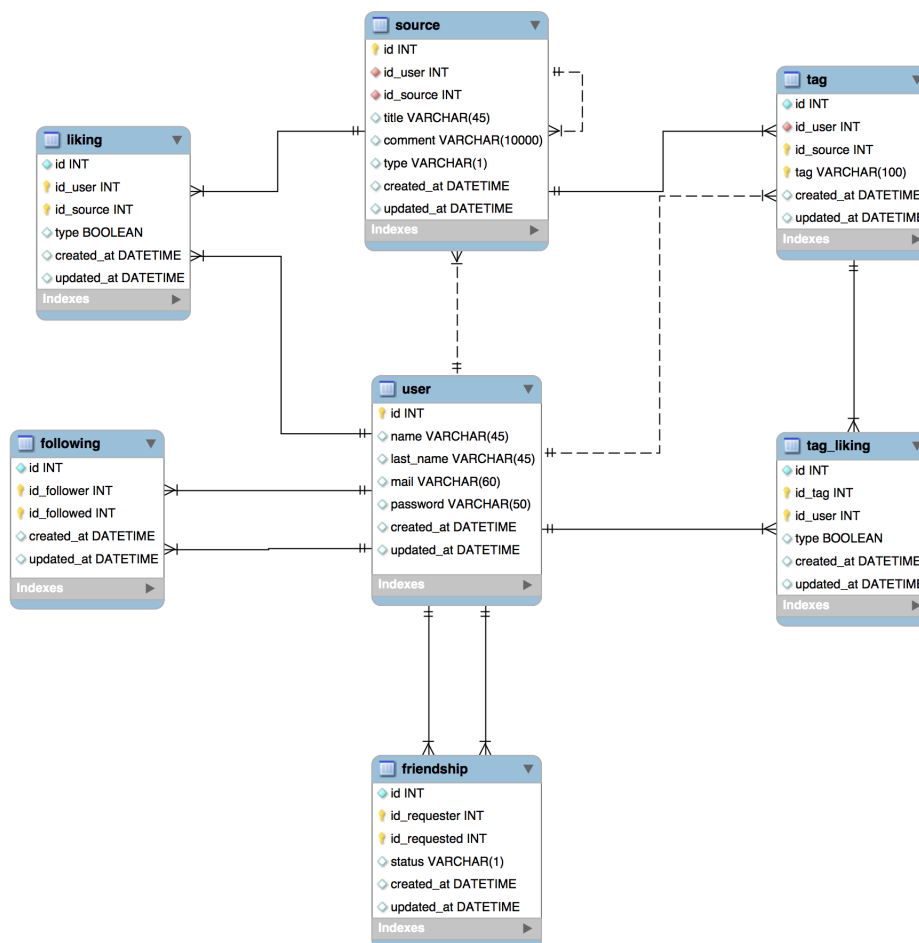 source
id INT
id_user INT
id_source INT
title VARCHAR(45)
comment VARCHAR(10000)
type VARCHAR(1)
created_at DATETIME
updated_at DATETIME
Indexes
tag
id INT
id_user INT
id_source INT
tag VARCHAR(100)
created_at DATETIME
updated_at DATETIME
Indexes
liking
id INT
id_user INT
id_source INT
type BOOLEAN
created_at DATETIME
updated_at DATETIME
Indexes
user
id INT
name VARCHAR(45)
last_name VARCHAR(45)
mail VARCHAR(60)
password VARCHAR(50)
created_at DATETIME
updated_at DATETIME
Indexes
following
id INT
id_follower INT
id_followed INT
created_at DATETIME
updated_at DATETIME
Indexes
tag_liking
id INT
id_tag INT
id_user INT
type BOOLEAN
created_at DATETIME
updated_at DATETIME
Indexes
friendship
id INT
id_requester INT
id_requested INT
status VARCHAR(1)
created_at DATETIME
updated_at DATETIME
Indexes